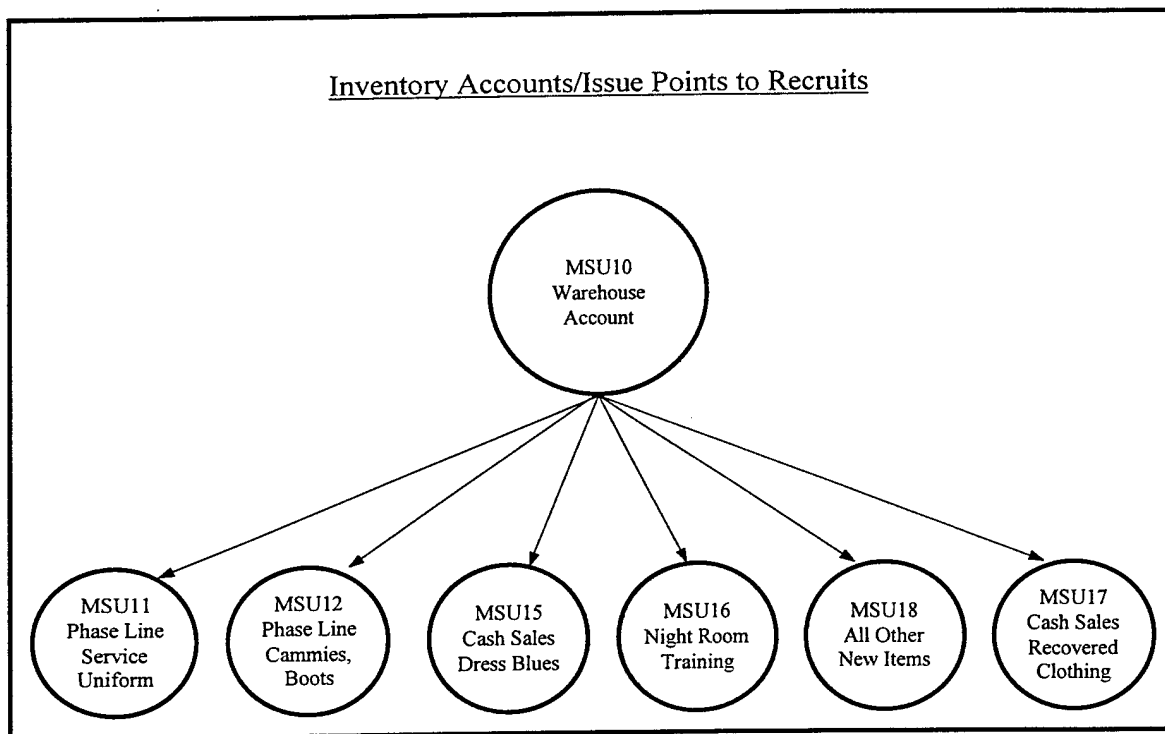 Inventory Accounts/Issue Points to Recruits
MSU10
Warehouse
Account
MSU11
Phase Line
Service
Uniform
MSU12
Phase Line
Cammies,
Boots
MSU15
Cash Sales
Dress Blues
MSU16
Night Room
Training
MSU18
All Other
New Items
MSU17
Cash Sales
Recovered
Clothing